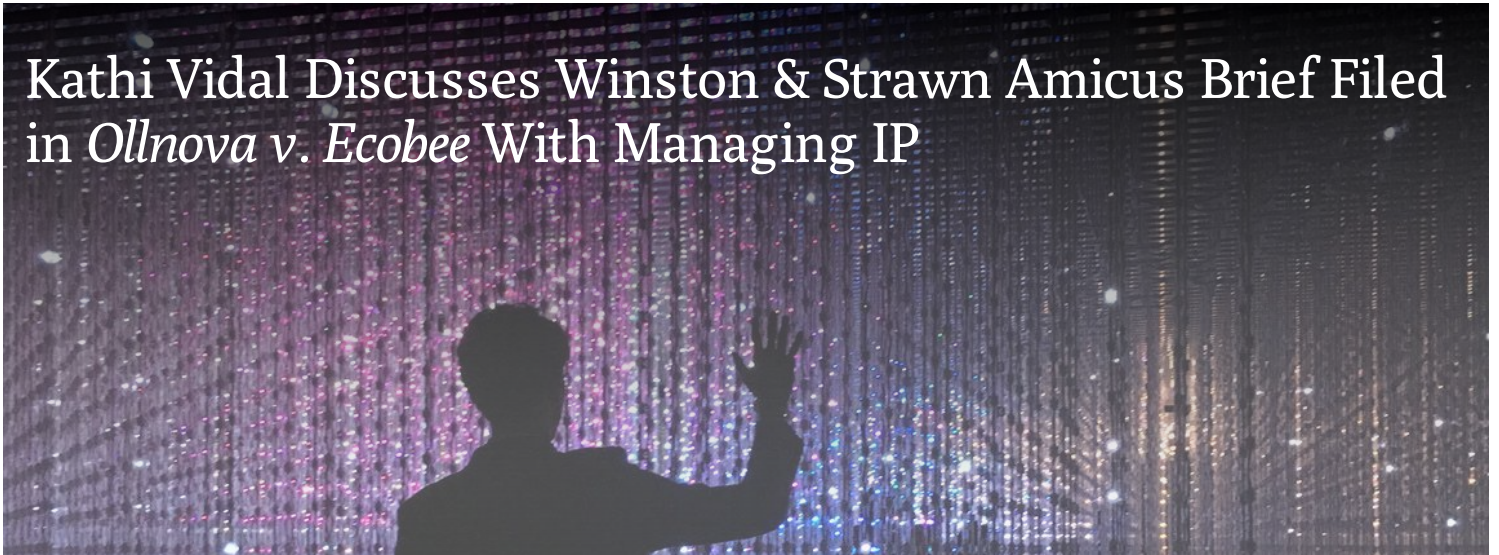 Kathi Vidal Discusses Winston & Strawn Amicus Brief Filed
in Ollnova v. Ecobee With Managing IP